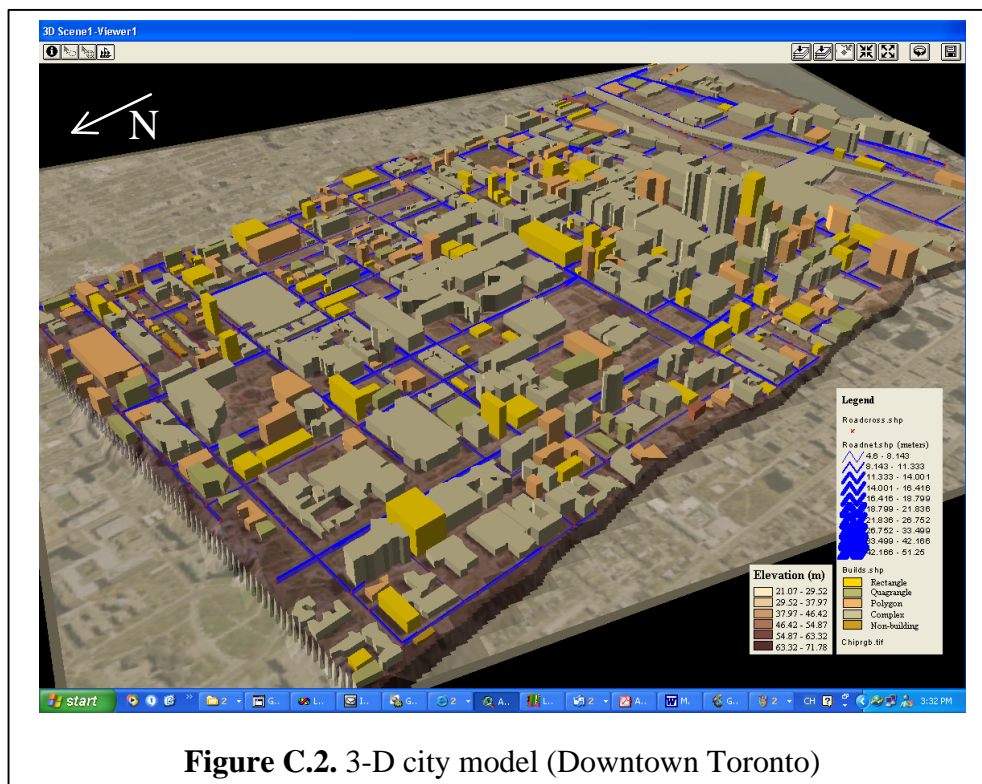 3D Scene1-Viewer1
N
Legend
Roadcross.shp
Roadnet.shp (meters)
4.6 - 8.143
8.143 - 11.333
11.333 - 14.001
14.001 - 16.416
16.416 - 18.799
18.799 - 21.836
21.836 - 26.752
26.752 - 33.499
33.499 - 42.166
42.166 - 51.25
Builds.shp
Rectangle
Quagrangle
Polygon
Complex
Non-building
Chiprgb.tif
Elevation (m)
21.07 - 29.52
29.52 - 37.97
37.97 - 46.42
46.42 - 54.87
54.87 - 63.32
63.32 - 71.78
start 2 G.. L.. I.. G.. 2 A.. L.. 2 A.. M. G.. 2 CH 3:32 PM
Figure C.2. 3-D city model (Downtown Toronto)